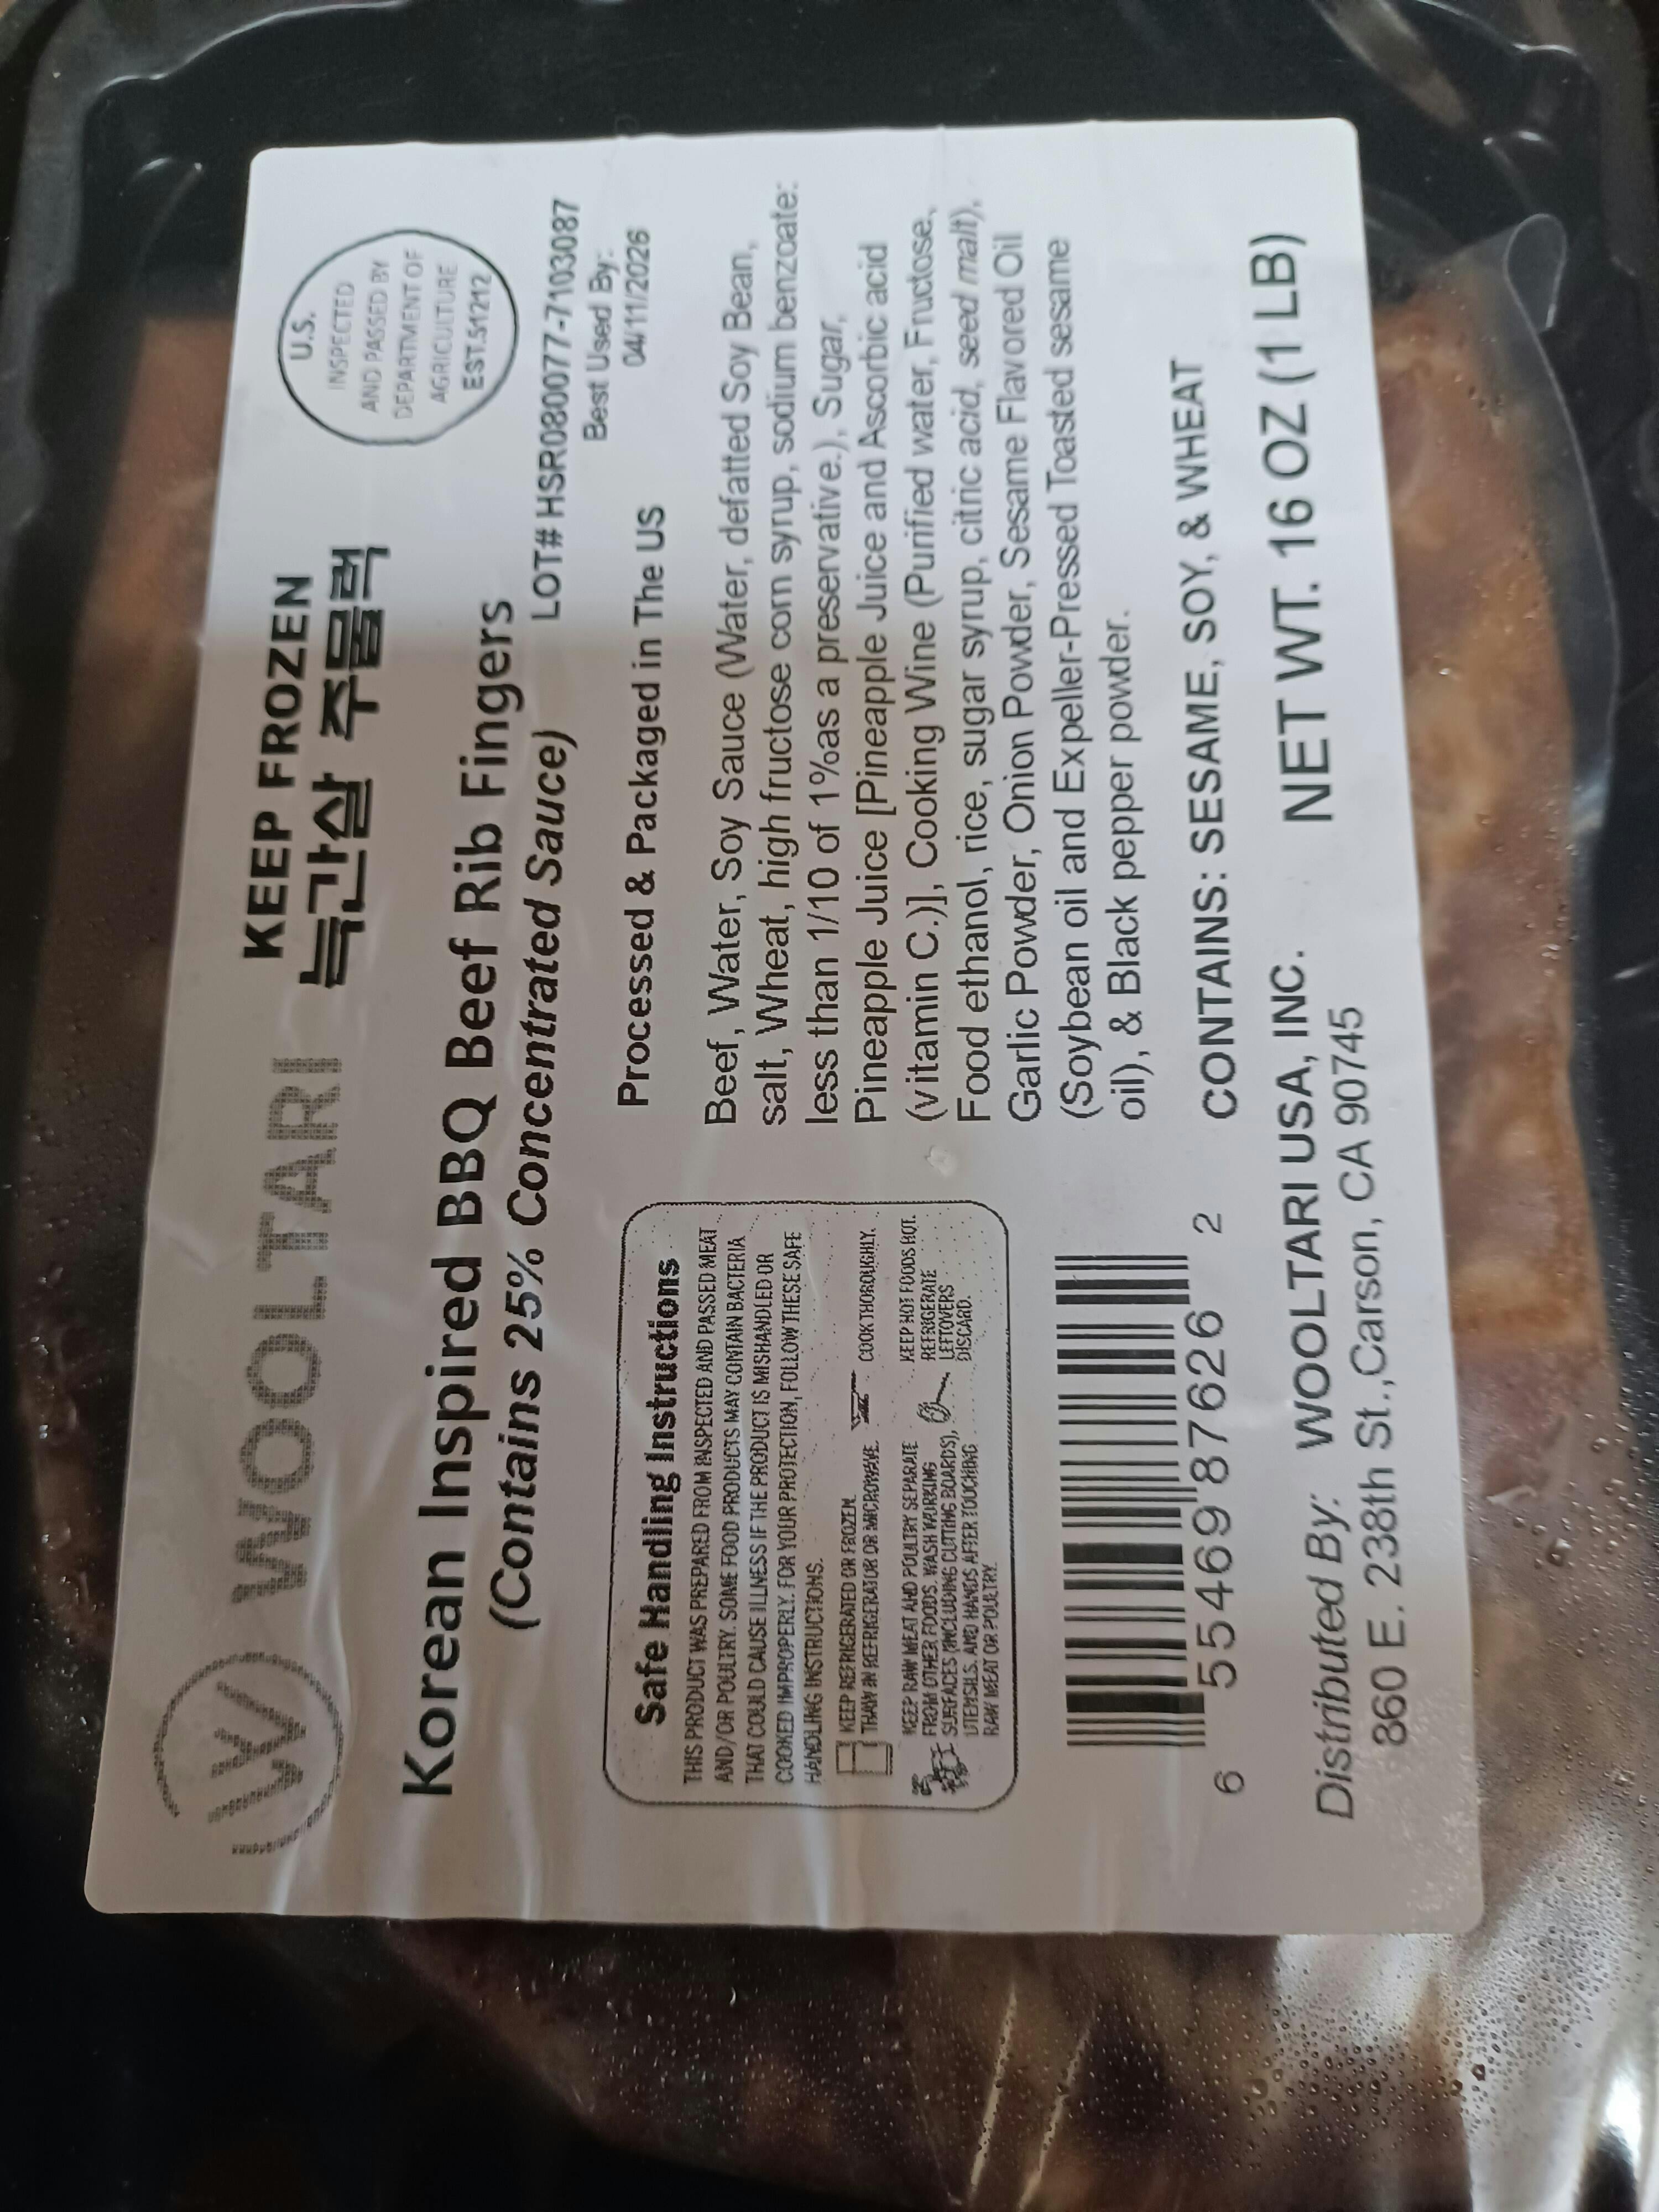 WOOLTARI
KEEP FROZEN
늑간살 주물럭
U.S.
INSPECTED
AND PASSED BY
DEPARTMENT OF
AGRICULTURE
EST.51212
Korean Inspired BBQ Beef Rib Fingers
(Contains 25% Concentrated Sauce)
LOT# HSR080077-7103087
Best Used By:
04/11/2026
Processed & Packaged in The US
Safe Handling Instructions
THIS PRODUCT WAS PREPARED FROM INSPECTED AND PASSED MEAT
AND/OR POULTRY. SOME FOOD PRODUCTS MAY CONTAIN BACTERIA
THAT COULD CAUSE ILLNESS IF THE PRODUCT IS MISHANDLED OR
COOKED IMPROPERLY. FOR YOUR PROTECTION, FOLLOW THESE SAFE
HANDLING INSTRUCTIONS.
KEEP REFRIGERATED OR FROZEN.
THAW IN REFRIGERATOR OR MICROWAVE.
COOK THOROUGHLY.
KEEP RAW MEAT AND POULTRY SEPARATE
FROM OTHER FOODS. WASH WORKING
SURFACES (INCLUDING CUTTING BOARDS),
UTENSILS, AND HANDS AFTER TOUCHING
RAW MEAT OR POULTRY.
KEEP HOT FOODS HOT.
REFRIGERATE
LEFTOVERS
DISCARD.
Beef, Water, Soy Sauce (Water, defatted Soy Bean,
salt, Wheat, high fructose corn syrup, sodium benzoate:
less than 1/10 of 1%as a preservative.), Sugar,
Pineapple Juice [Pineapple Juice and Ascorbic acid
(vitamin C.)], Cooking Wine (Purified water, Fructose,
Food ethanol, rice, sugar syrup, citric acid, seed malt),
Garlic Powder, Onion Powder, Sesame Flavored Oil
(Soybean oil and Expeller-Pressed Toasted sesame
oil), & Black pepper powder.
6 55469 87626 2
CONTAINS: SESAME, SOY, & WHEAT
Distributed By: WOOLTARI USA, INC.
860 E. 238th St.,Carson, CA 90745
NET WT. 16 OZ (1 LB)